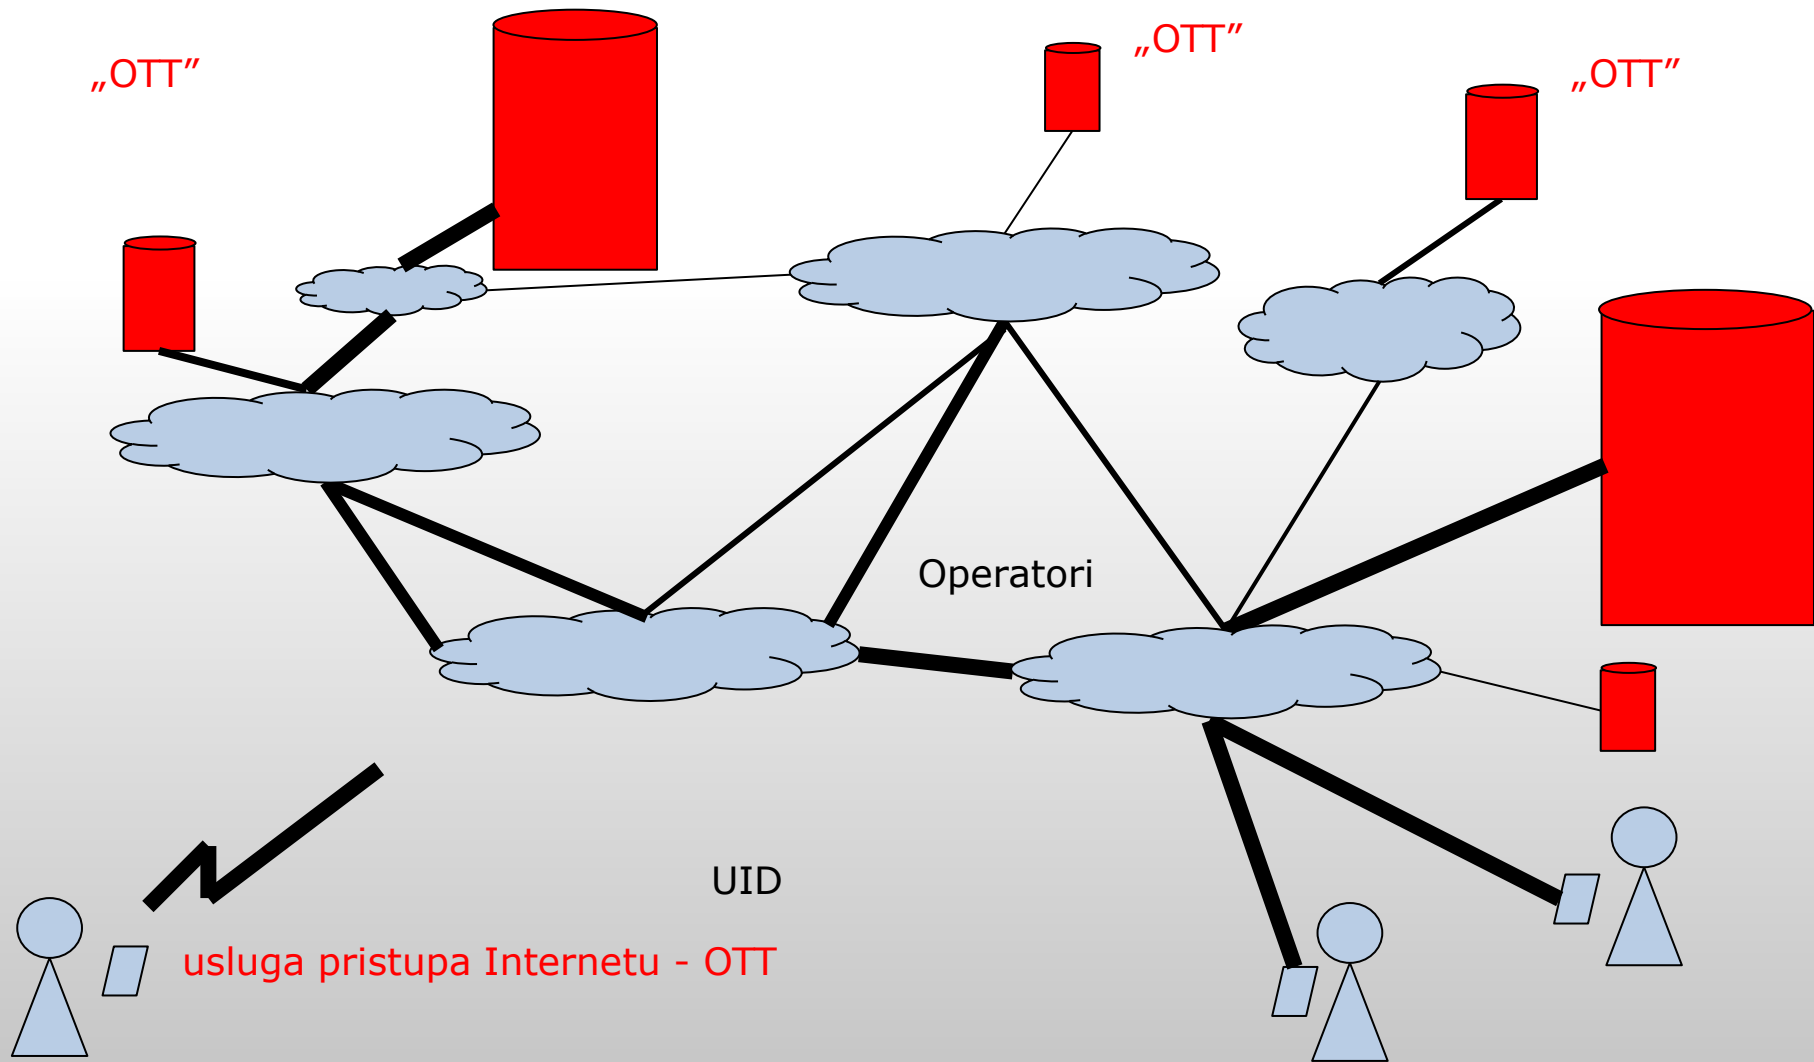 „OTT”
„OTT”
„OTT”
Operatori
UID
usluga pristupa Internetu - OTT